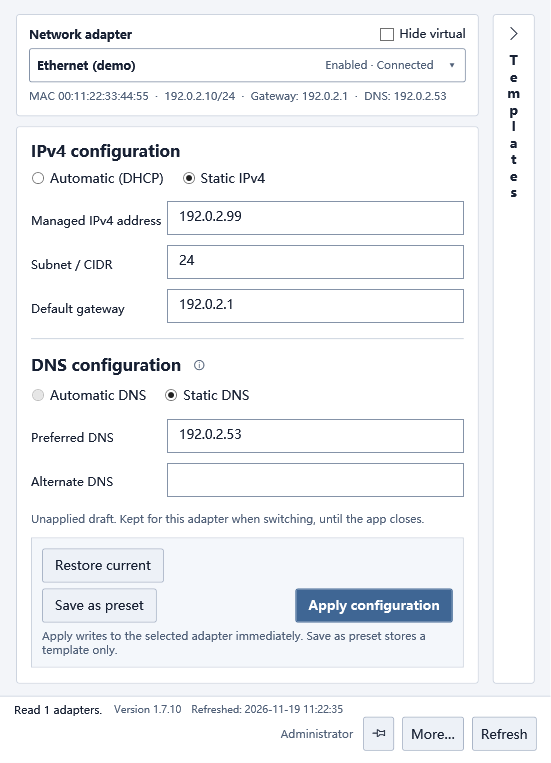 Network adapter
Hide virtual
Ethernet (demo)
Enabled · Connected
MAC 00:11:22:33:44:55 · 192.0.2.10/24 · Gateway: 192.0.2.1 · DNS: 192.0.2.53
IPv4 configuration
Automatic (DHCP)
Static IPv4
Managed IPv4 address
192.0.2.99
Subnet / CIDR
24
Default gateway
192.0.2.1
DNS configuration
Automatic DNS
Static DNS
Preferred DNS
192.0.2.53
Alternate DNS
Unapplied draft. Kept for this adapter when switching, until the app closes.
Restore current
Save as preset
Apply configuration
Apply writes to the selected adapter immediately. Save as preset stores a
template only.
Templates
Read 1 adapters.
Version 1.7.10
Refreshed: 2026-11-19 11:22:35
Administrator
More...
Refresh